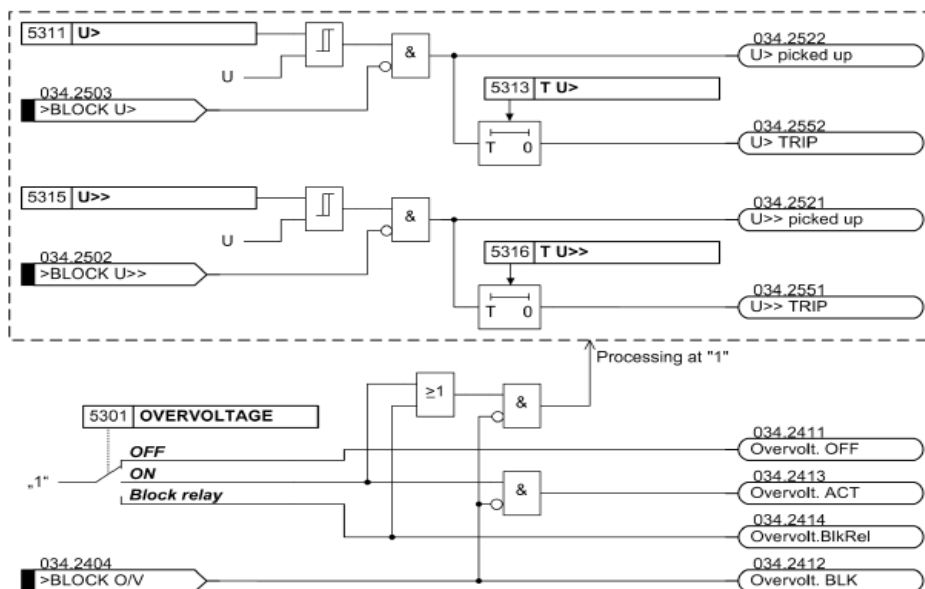 5311 U>
U
034.2503
>BLOCK U>
&
5313 T U>
T 0
034.2522
U> picked up
034.2552
U> TRIP
5315 U>>
U
034.2502
>BLOCK U>>
&
5316 T U>>
T 0
034.2521
U>> picked up
034.2551
U>> TRIP
Processing at "1"
≥1
&
5301 OVERVOLTAGE
„1"
OFF
ON
Block relay
&
034.2411
Overvolt. OFF
034.2413
Overvolt. ACT
034.2414
Overvolt.BlkRel
034.2404
>BLOCK O/V
034.2412
Overvolt. BLK